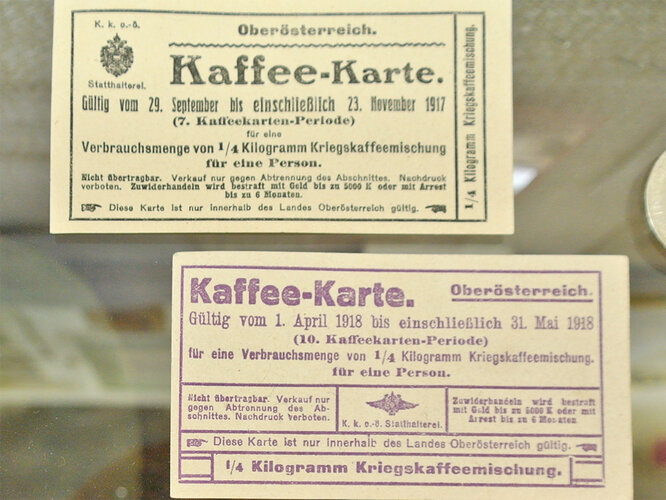 K. k. o.-ö.
Statthalterei.
Oberösterreich.
Kaffee-Karte.
Gültig vom 29. September bis einschließlich 23. November 1917
(7. Kaffeekarten-Periode)
für eine
Verbrauchsmenge von 1/4 Kilogramm Kriegskaffeemischung
für eine Person.
Nicht übertragbar. Verkauf nur gegen Abtrennung des Abschnittes. Nachdruck
verboten. Zuwiderhandeln wird bestraft mit Geld bis zu 5000 K oder mit Arrest
bis zu 6 Monaten.
Diese Karte ist nur innerhalb des Landes Oberösterreich gültig.
1/4 Kilogramm Kriegskaffeemischung.
Kaffee-Karte.
Oberösterreich.
Gültig vom 1. April 1918 bis einschließlich 31. Mai 1918
(10. Kaffeekarten-Periode)
für eine Verbrauchsmenge von 1/4 Kilogramm Kriegskaffeemischung.
für eine Person.
Nicht übertragbar. Verkauf nur
gegen Abtrennung des Ab-
schnittes. Nachdruck verboten.
K. k. o.-ö. Statthalterei.
Zuwiderhandeln wird bestraft
mit Geld bis zu 5000 K oder mit
Arrest bis zu 6 Monaten
Diese Karte ist nur innerhalb des Landes Oberösterreich gültig.
1/4 Kilogramm Kriegskaffeemischung.